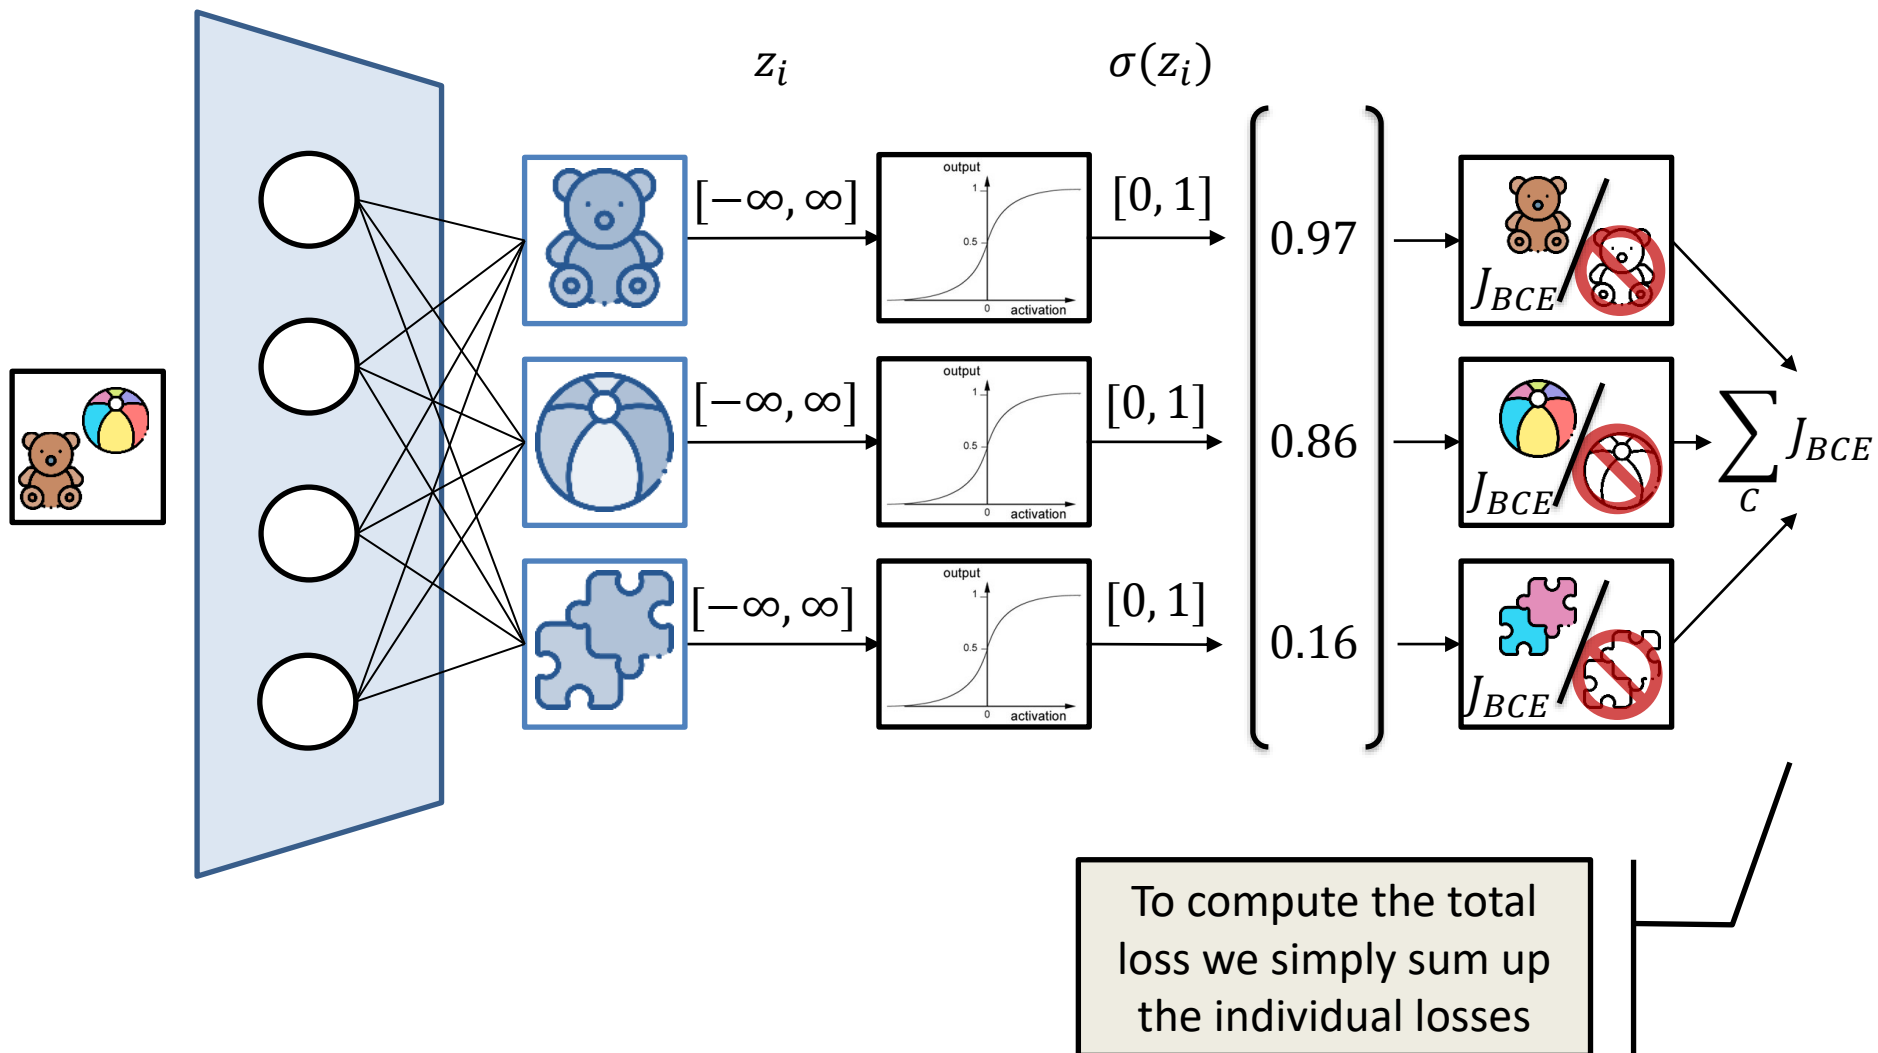 z_i σ(z_i)
[−∞, ∞] output 1 0.5 0 activation [0, 1] 0.97 J_BCE
[−∞, ∞] output 1 0.5 0 activation [0, 1] 0.86 J_BCE
∑_C J_BCE
[−∞, ∞] output 1 0.5 0 activation [0, 1] 0.16 J_BCE
To compute the total
loss we simply sum up
the individual losses